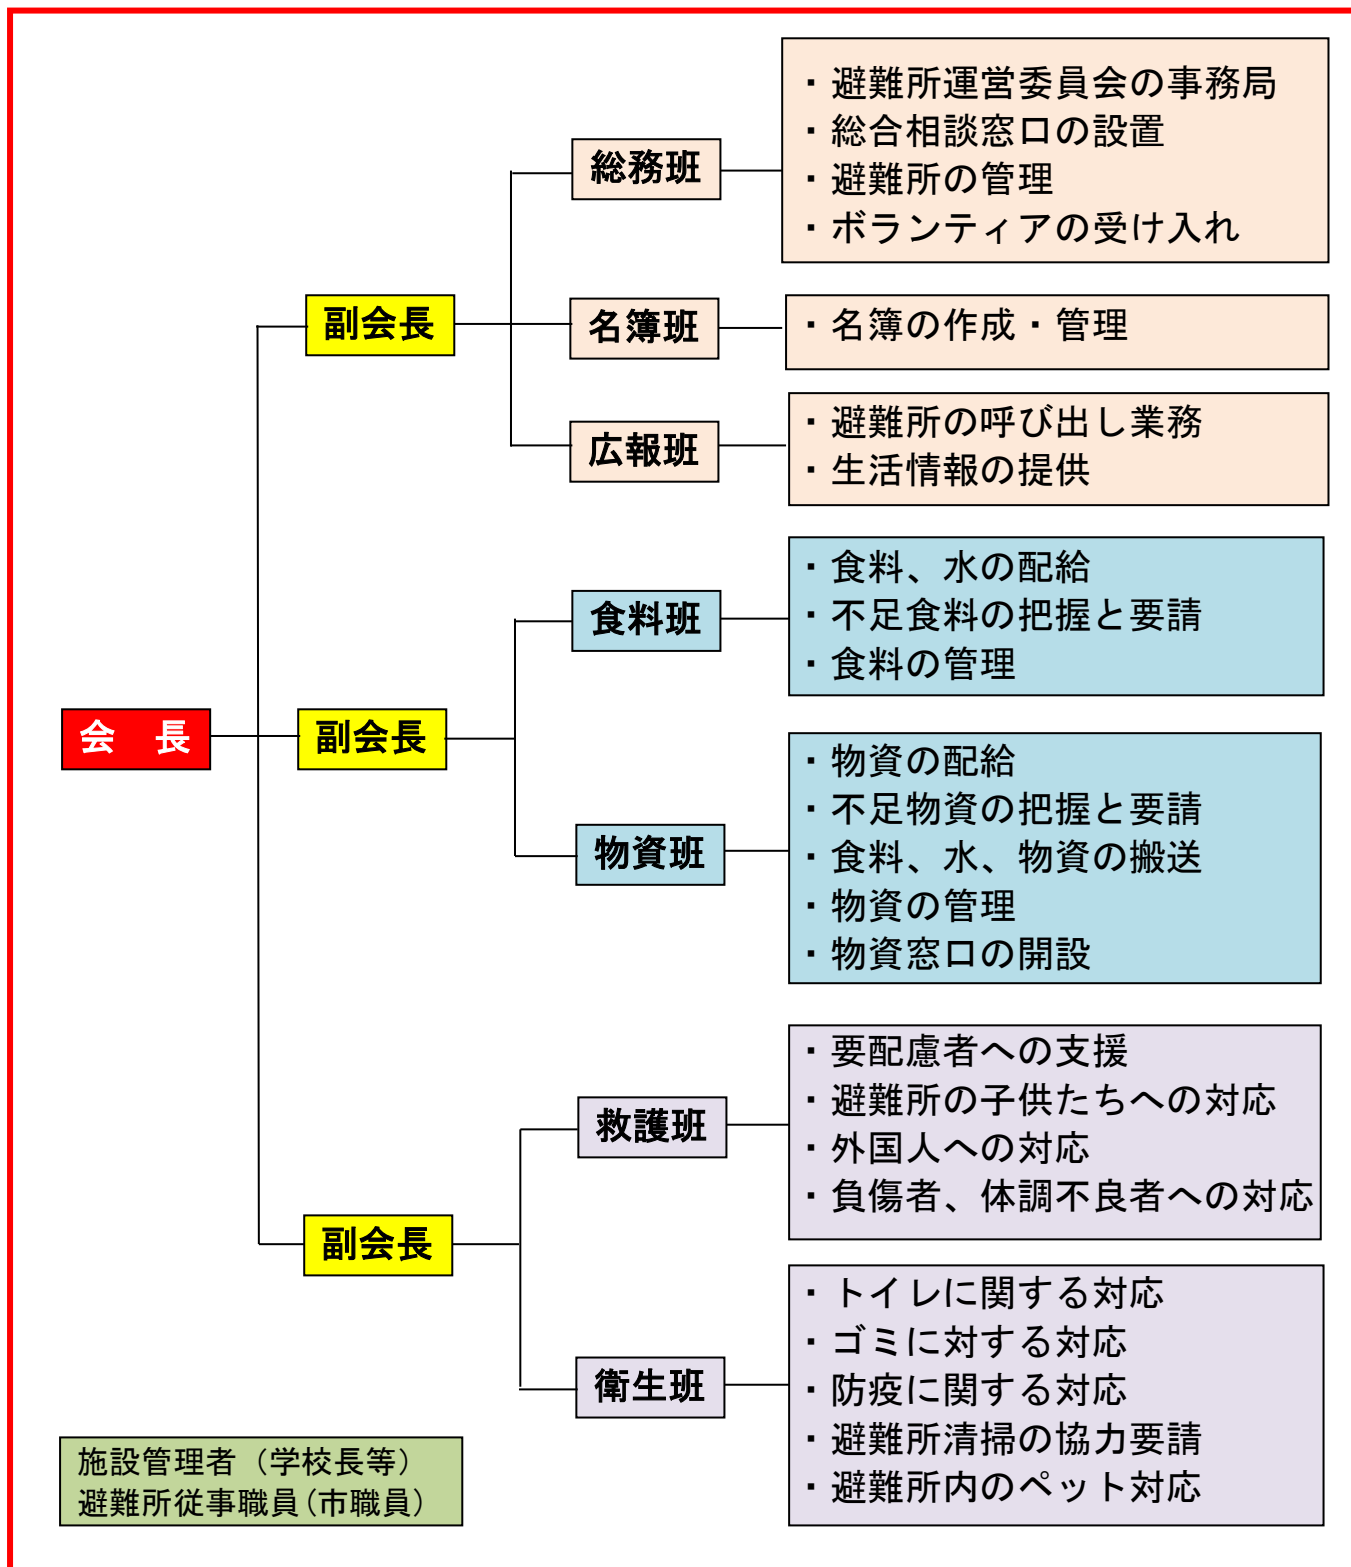 会　長
副会長
総務班
・避難所運営委員会の事務局
・総合相談窓口の設置
・避難所の管理
・ボランティアの受け入れ
名簿班
・名簿の作成・管理
広報班
・避難所の呼び出し業務
・生活情報の提供
副会長
食料班
・食料、水の配給
・不足食料の把握と要請
・食料の管理
物資班
・物資の配給
・不足物資の把握と要請
・食料、水、物資の搬送
・物資の管理
・物資窓口の開設
副会長
救護班
・要配慮者への支援
・避難所の子供たちへの対応
・外国人への対応
・負傷者、体調不良者への対応
衛生班
・トイレに関する対応
・ゴミに対する対応
・防疫に関する対応
・避難所清掃の協力要請
・避難所内のペット対応
施設管理者（学校長等）
避難所従事職員(市職員)